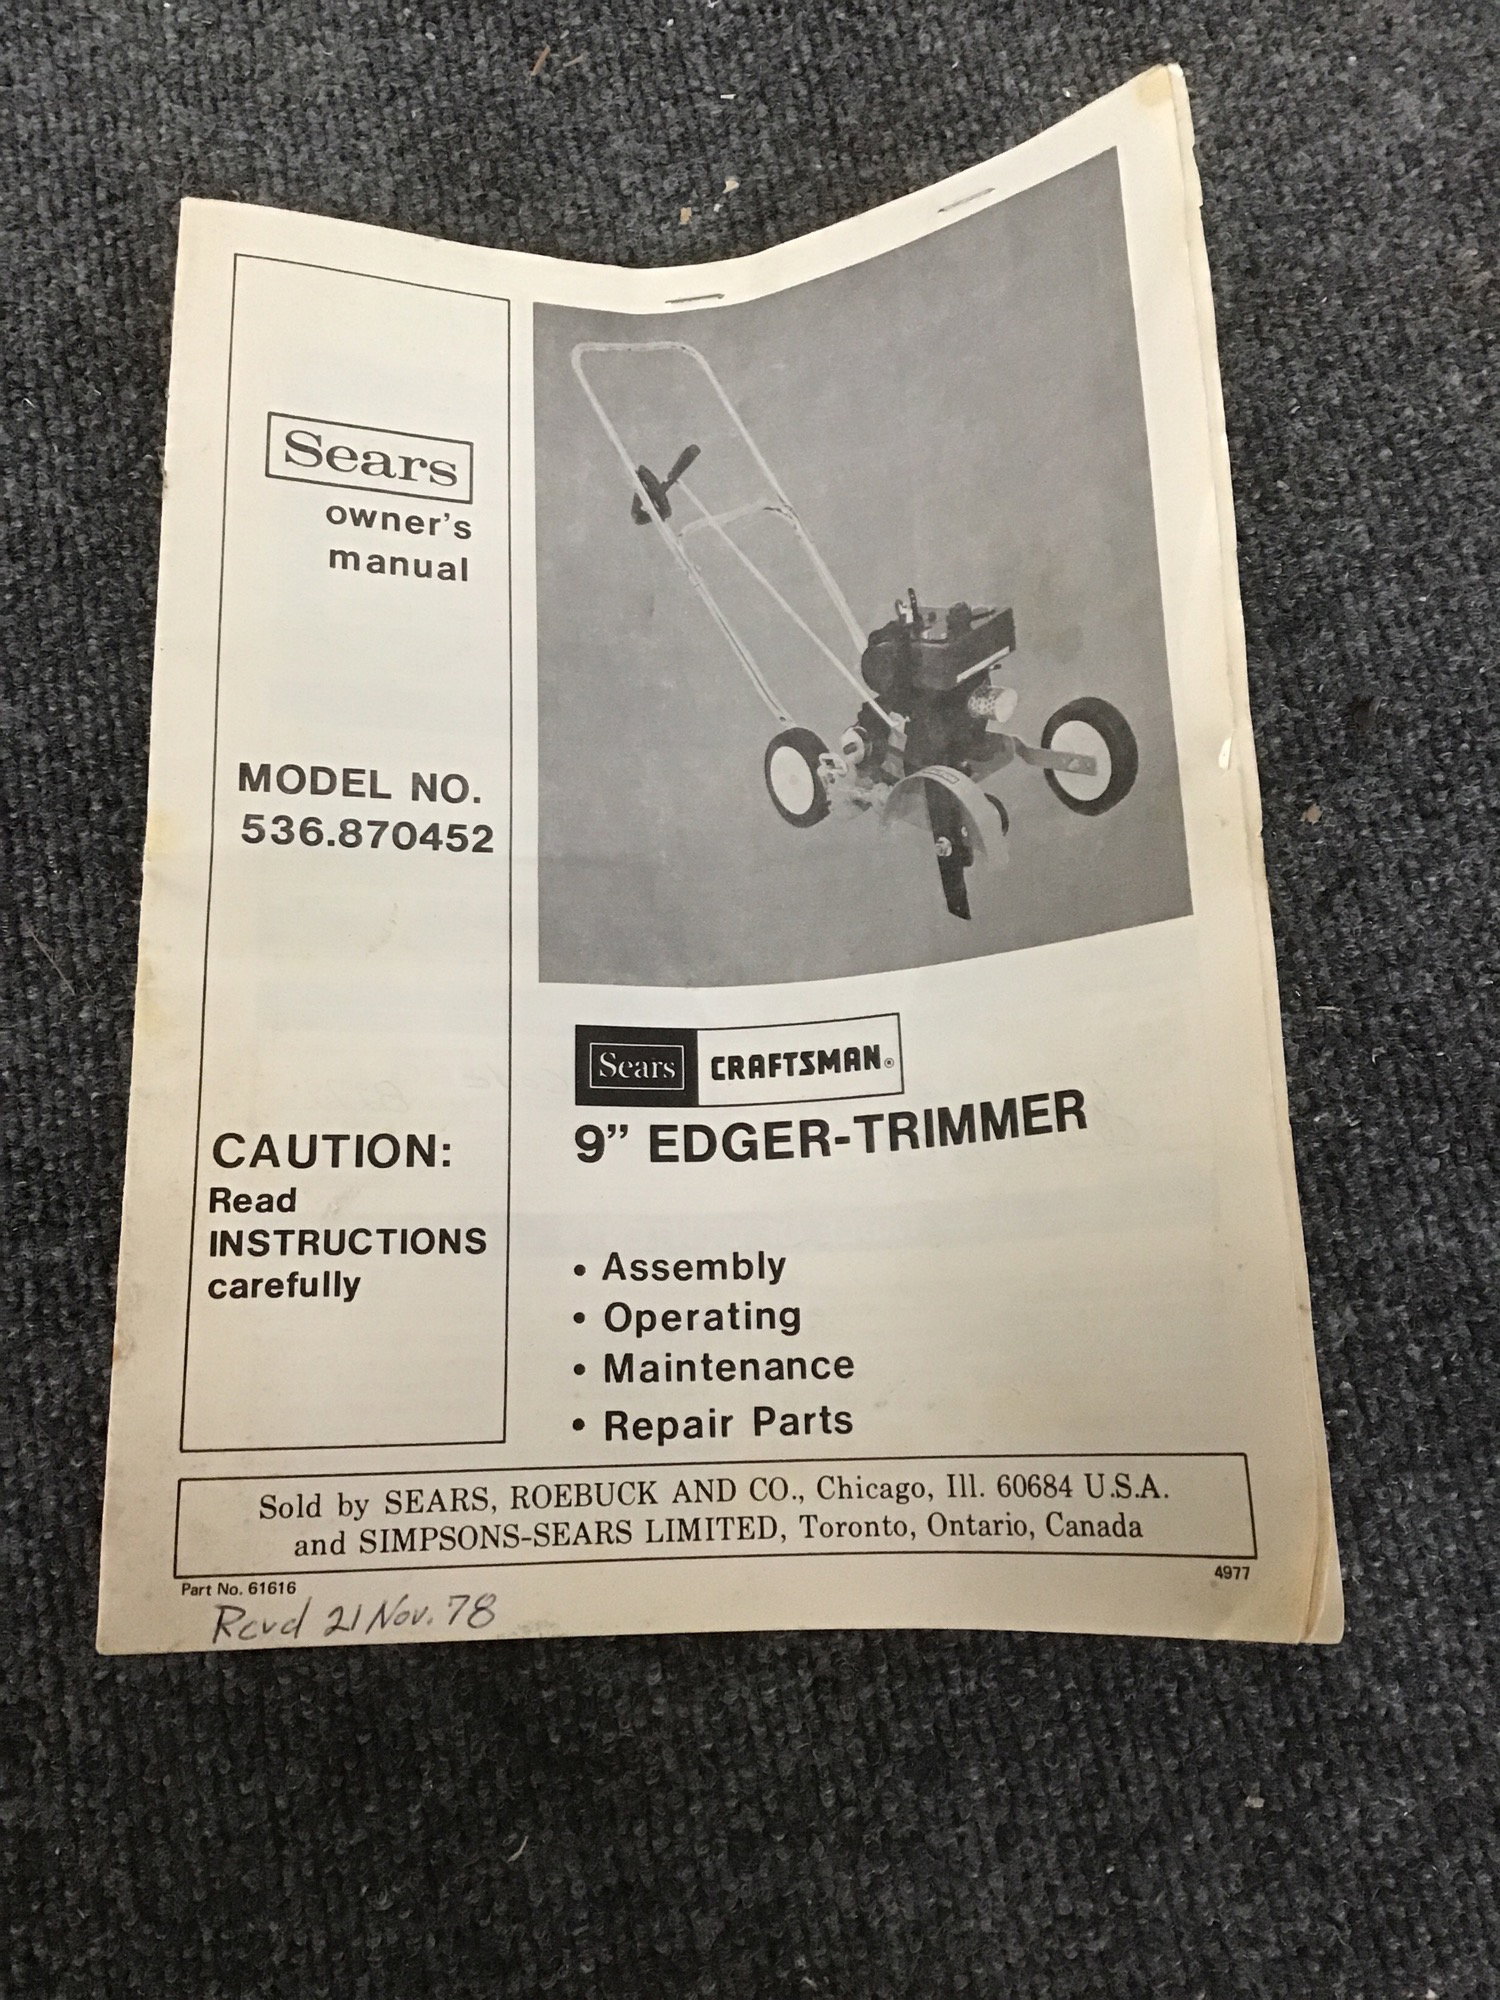 Sears
owner's
manual
MODEL NO.
536.870452
CAUTION:
Read
INSTRUCTIONS
carefully
Sears CRAFTSMAN®
9” EDGER-TRIMMER
• Assembly
• Operating
• Maintenance
• Repair Parts
Sold by SEARS, ROEBUCK AND CO., Chicago, Ill. 60684 U.S.A.
and SIMPSONS-SEARS LIMITED, Toronto, Ontario, Canada
Part No. 61616
4977
Rcvd 21 Nov. 78